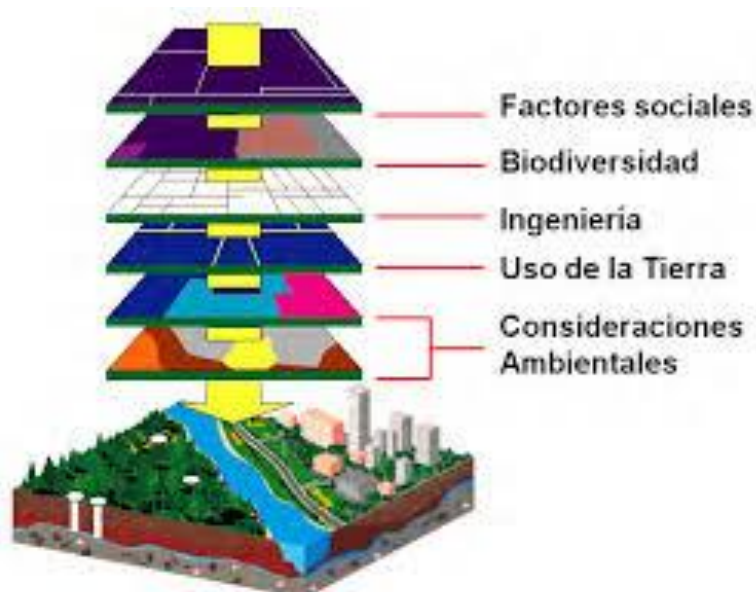 Factores sociales
Biodiversidad
Ingeniería
Uso de la Tierra
Consideraciones
Ambientales